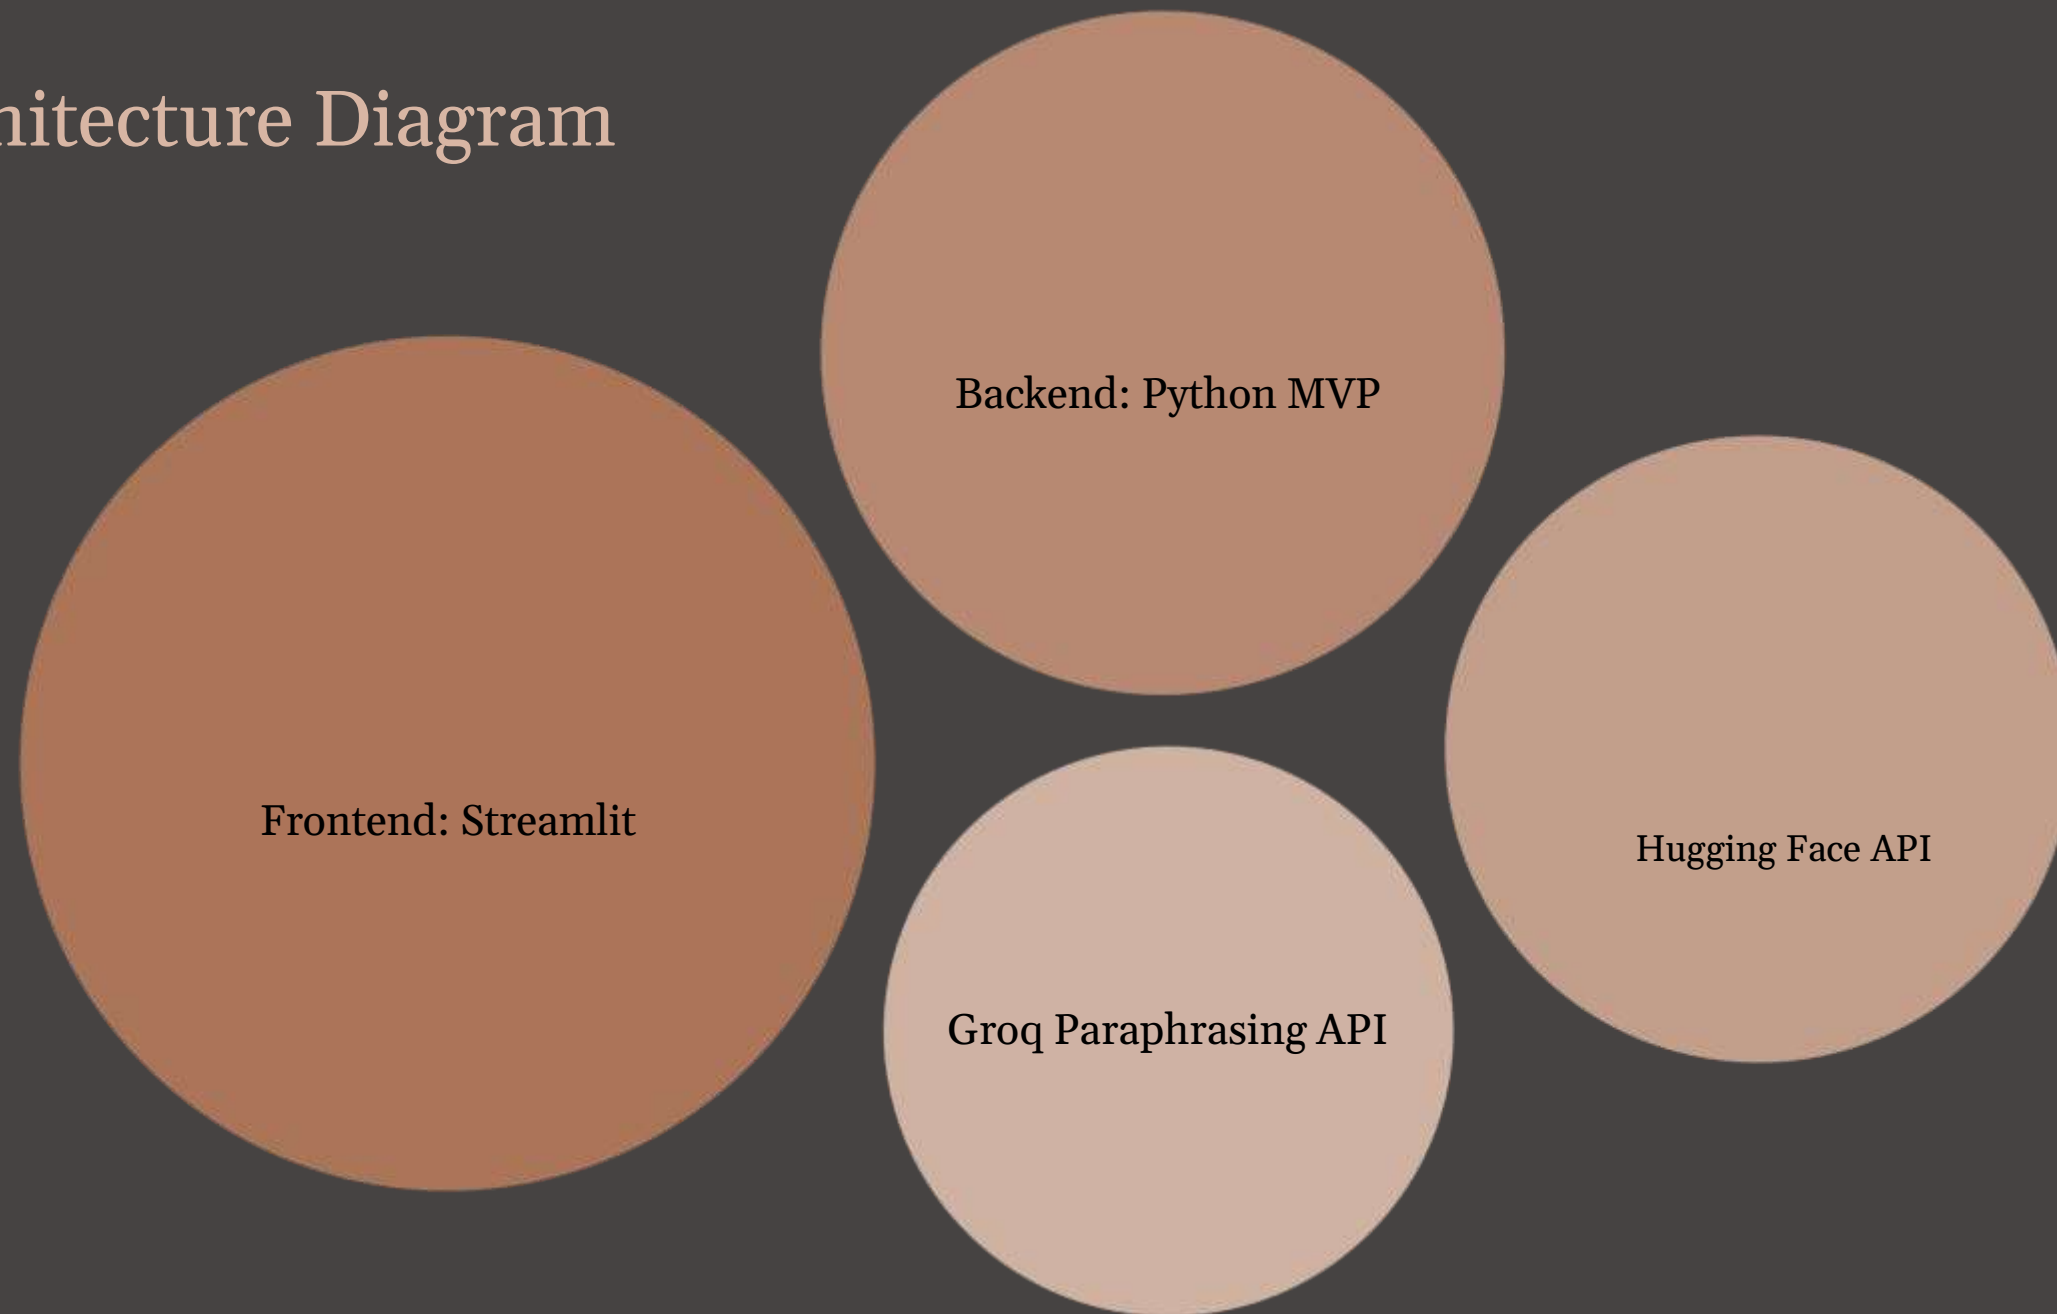 hitecture Diagram
Backend: Python MVP
Frontend: Streamlit
Hugging Face API
Groq Paraphrasing API